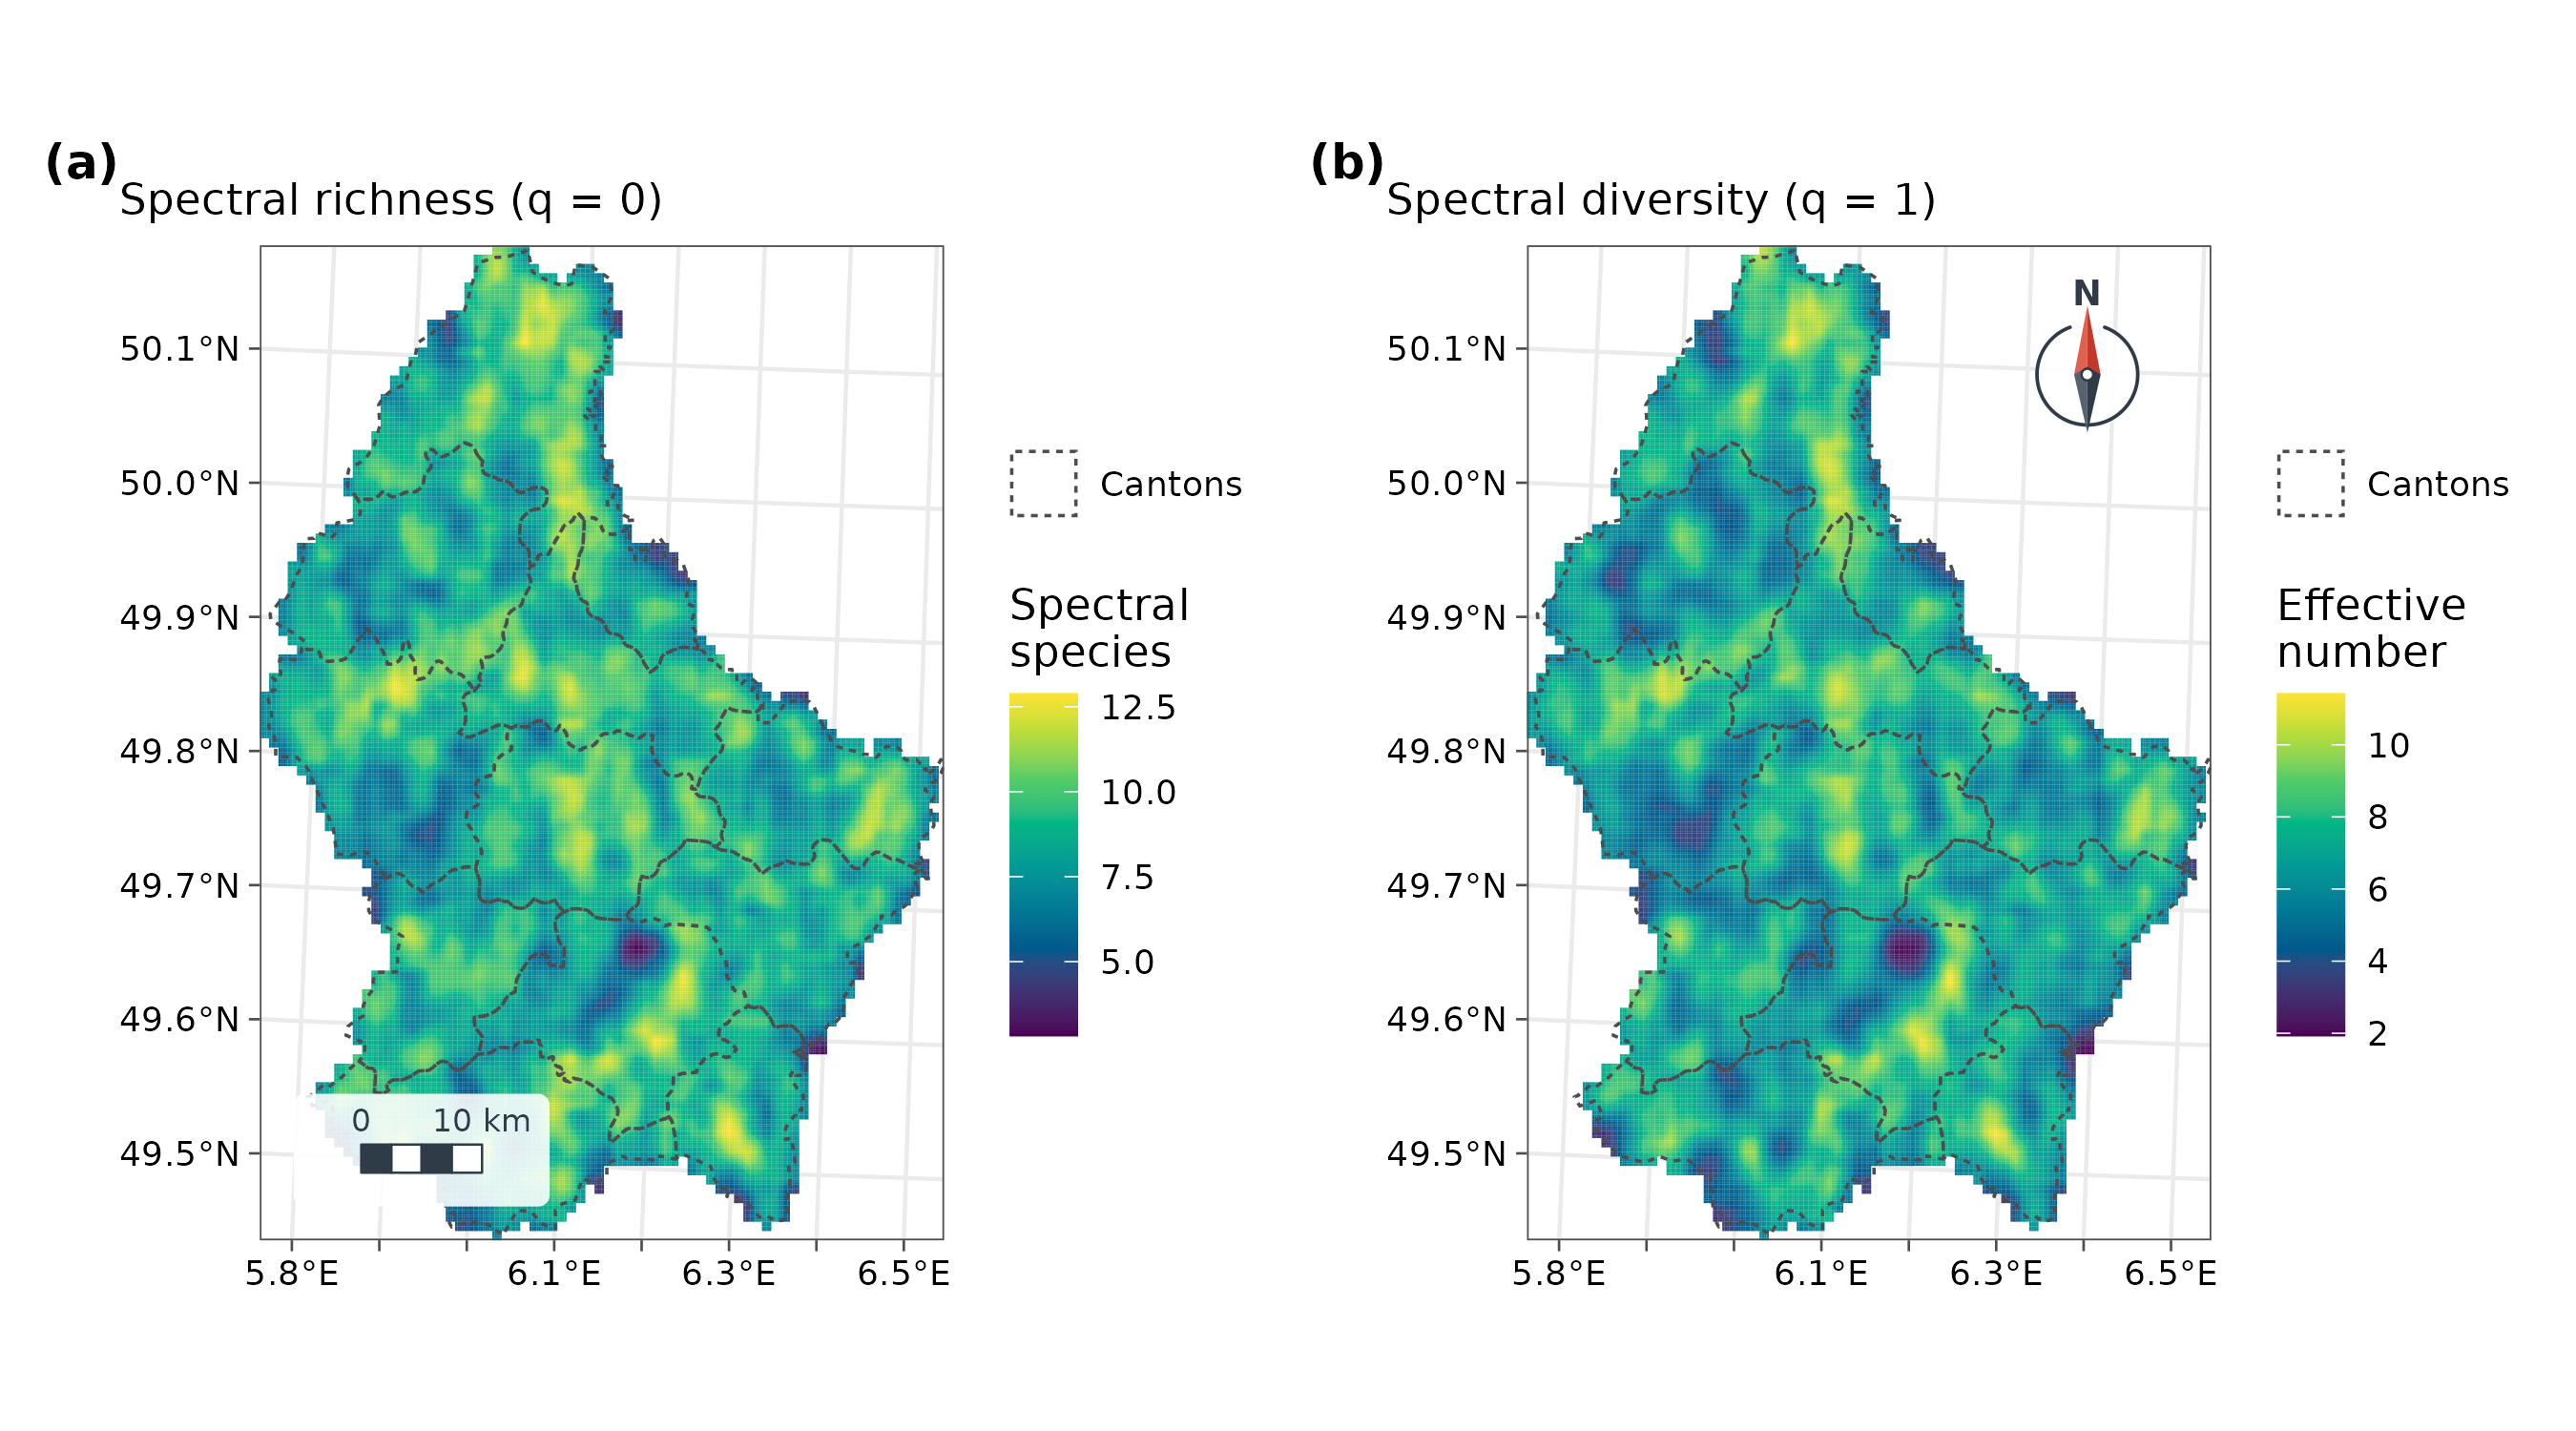 (a)
Spectral richness (q = 0)
50.1°N
50.0°N
49.9°N
49.8°N
49.7°N
49.6°N
49.5°N
5.8°E
6.1°E
6.3°E
6.5°E
0
10 km
Cantons
Spectral
species
12.5
10.0
7.5
5.0
(b)
Spectral diversity (q = 1)
N
50.1°N
50.0°N
49.9°N
49.8°N
49.7°N
49.6°N
49.5°N
5.8°E
6.1°E
6.3°E
6.5°E
Cantons
Effective
number
10
8
6
4
2